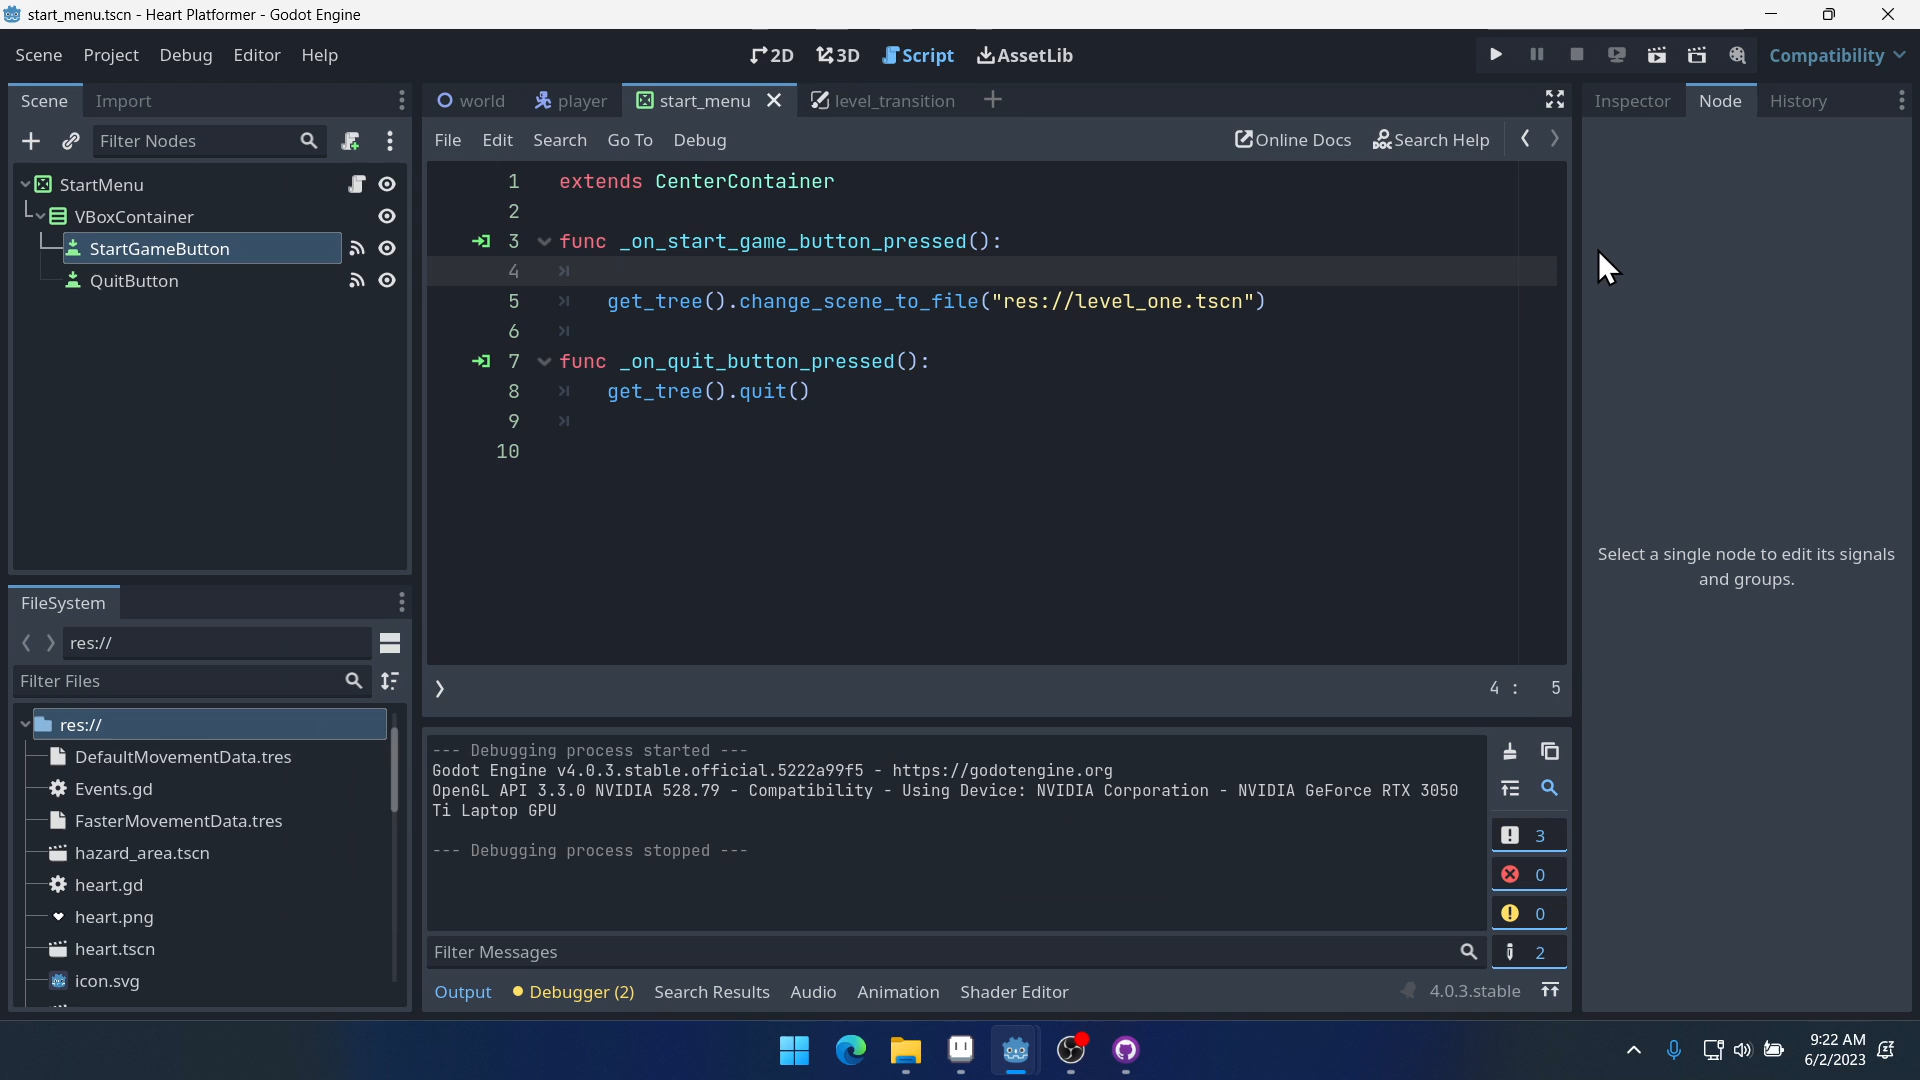 start_menu.tscn - Heart Platformer - Godot Engine
Scene Project Debug Editor Help
2D 3D Script AssetLib
Compatibility
Scene Import
world player start_menu level_transition
Inspector Node History
Filter Nodes
File Edit Search Go To Debug
Online Docs Search Help
StartMenu
VBoxContainer
StartGameButton
QuitButton
1 extends CenterContainer
2
3 func _on_start_game_button_pressed():
4
5 get_tree().change_scene_to_file("res://level_one.tscn")
6
7 func _on_quit_button_pressed():
8 get_tree().quit()
9
10
4 : 5
Select a single node to edit its signals
and groups.
FileSystem
res://
Filter Files
res://
DefaultMovementData.tres
Events.gd
FasterMovementData.tres
hazard_area.tscn
heart.gd
heart.png
heart.tscn
icon.svg
--- Debugging process started ---
Godot Engine v4.0.3.stable.official.5222a99f5 - https://godotengine.org
OpenGL API 3.3.0 NVIDIA 528.79 - Compatibility - Using Device: NVIDIA Corporation - NVIDIA GeForce RTX 3050
Ti Laptop GPU
--- Debugging process stopped ---
3
0
0
2
Filter Messages
Output Debugger (2) Search Results Audio Animation Shader Editor
4.0.3.stable
9:22 AM
6/2/2023